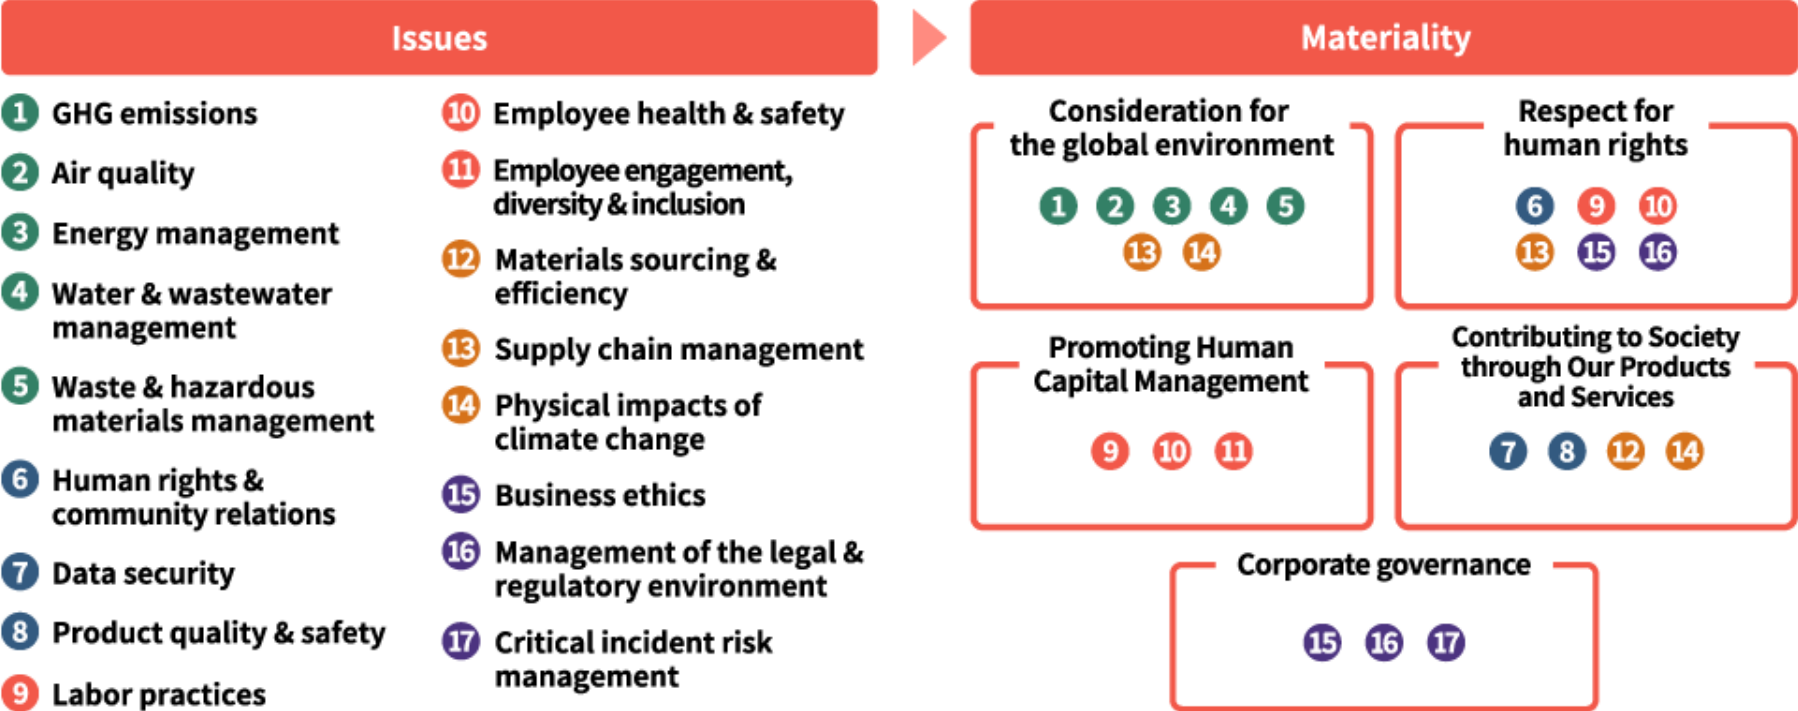 Issues
1 GHG emissions
2 Air quality
3 Energy management
4 Water & wastewater
management
5 Waste & hazardous
materials management
6 Human rights &
community relations
7 Data security
8 Product quality & safety
9 Labor practices
10 Employee health & safety
11 Employee engagement,
diversity & inclusion
12 Materials sourcing &
efficiency
13 Supply chain management
14 Physical impacts of
climate change
15 Business ethics
16 Management of the legal &
regulatory environment
17 Critical incident risk
management
Materiality
Consideration for
the global environment
1 2 3 4 5
13 14
Respect for
human rights
6 9 10
13 15 16
Promoting Human
Capital Management
9 10 11
Contributing to Society
through Our Products
and Services
7 8 12 14
Corporate governance
15 16 17